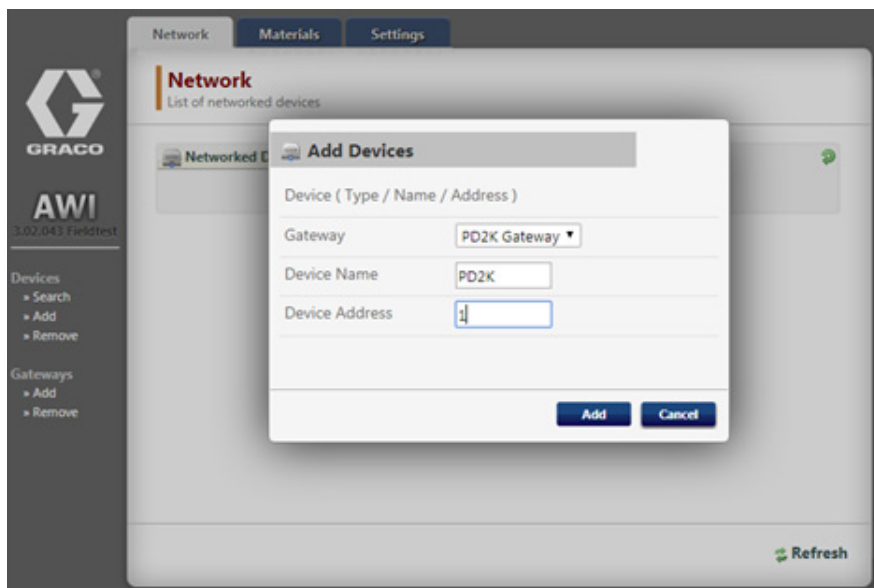 Network
Materials
Settings
GRACO
AWI
3.02.043 Fieldtest
Devices
» Search
» Add
» Remove
Gateways
» Add
» Remove
Network
List of networked devices
Networked D
Add Devices
Device ( Type / Name / Address )
Gateway PD2K Gateway ▼
Device Name PD2K
Device Address 1
Add Cancel
Refresh